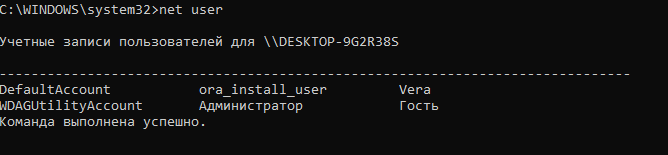 C:\WINDOWS\system32>net user
Учетные записи пользователей для \\DESKTOP-9G2R38S
-------------------------------------------------------------------------------
DefaultAccount ora_install_user Vera
WDAGUtilityAccount Администратор Гость
Команда выполнена успешно.